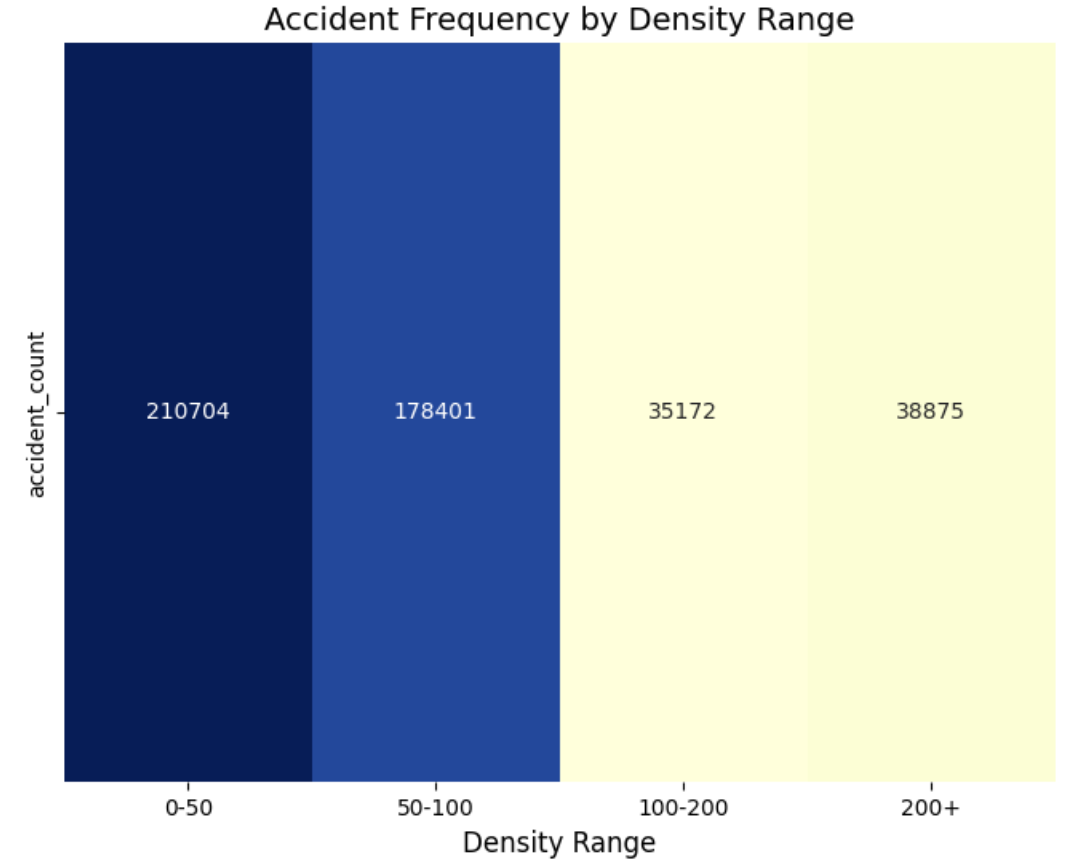 Accident Frequency by Density Range
accident_count
210704 178401 35172 38875
0-50 50-100 100-200 200+
Density Range